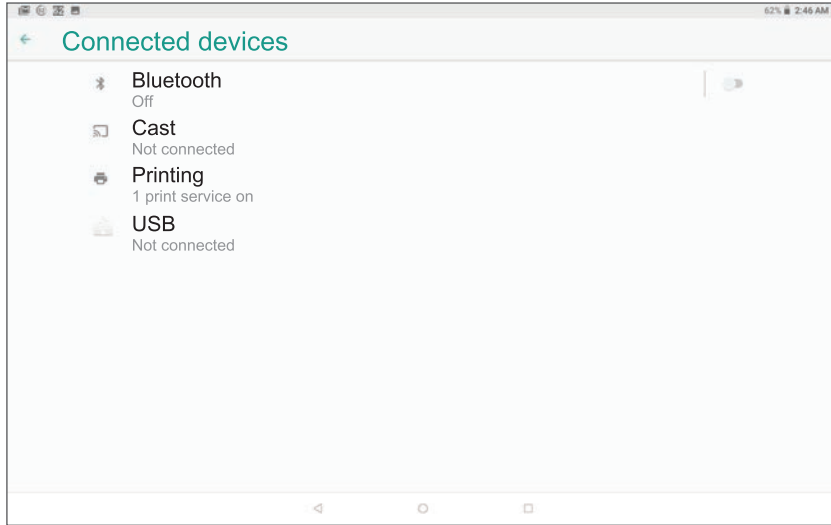 62% 2:46 AM
Connected devices
Bluetooth
Off
Cast
Not connected
Printing
1 print service on
USB
Not connected